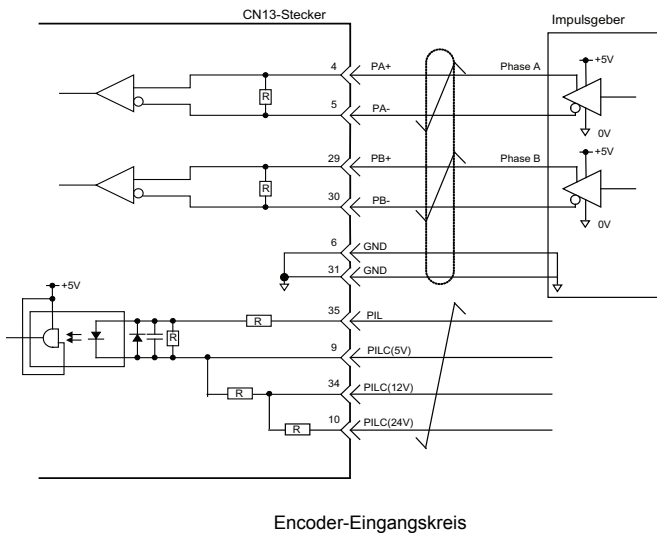 CN13-Stecker
Impulsgeber
4 PA+ Phase A +5V
R
5 PA-
0V
29 PB+ Phase B +5V
R
30 PB-
0V
6 GND
31 GND
+5V
35 PIL
R
R
9 PILC(5V)
34 PILC(12V)
R
10 PILC(24V)
R
Encoder-Eingangskreis